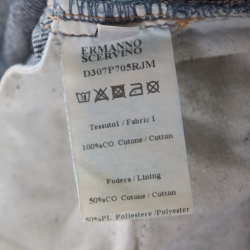 ERMANNO
SCERVINO
D307P705RJM
Tessuto1/Fabric 1
100%CO Cotone/Cotton
Fodera/Lining
50%CO Cotone/Cotton
50%PL Poliestere/Polyester